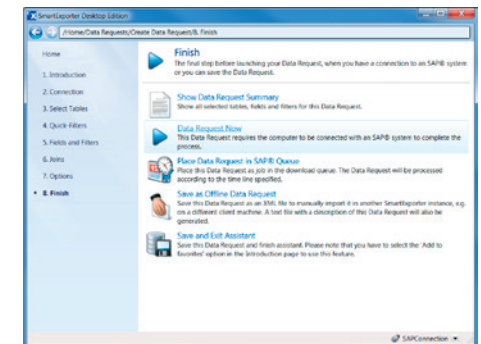 SmartExporter Desktop Edition
/Home/Data Requests/Create Data Request/8. Finish
Home
1. Introduction
2. Connection
3. Select Tables
4. Quick Filters
5. Fields and Filters
6. Joins
7. Options
8. Finish
Finish
The final step before launching your Data Request, when you have a connection to an SAP® system
or you can save the Data Request.
Show Data Request Summary
Show all selected tables, fields and filters for this Data Request.
Data Request Now
This Data Request requires the computer to be connected with an SAP® system to complete the
process.
Place Data Request in SAP® Queue
Place this Data Request as job in the download queue. The Data Request will be processed
according to the time line specified.
Save as Offline Data Request
Save this Data Request as an XML file to manually import it in another SmartExporter instance, e.g.
on a different client machine. A text file with a description of this Data Request will also be
generated.
Save and Exit Assistant
Save this Data Request and finish assistant. Please note that you have to select the 'Add to
favorites' option in the Introduction page to use this feature.
SAPConnection